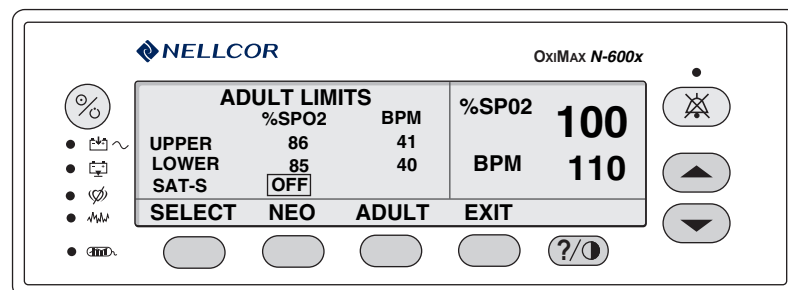 NELLCOR
OXIMAX N-600x
ADULT LIMITS
%SPO2 BPM
UPPER 86 41
LOWER 85 40
SAT-S OFF
%SP02 100
BPM 110
SELECT NEO ADULT EXIT
?/